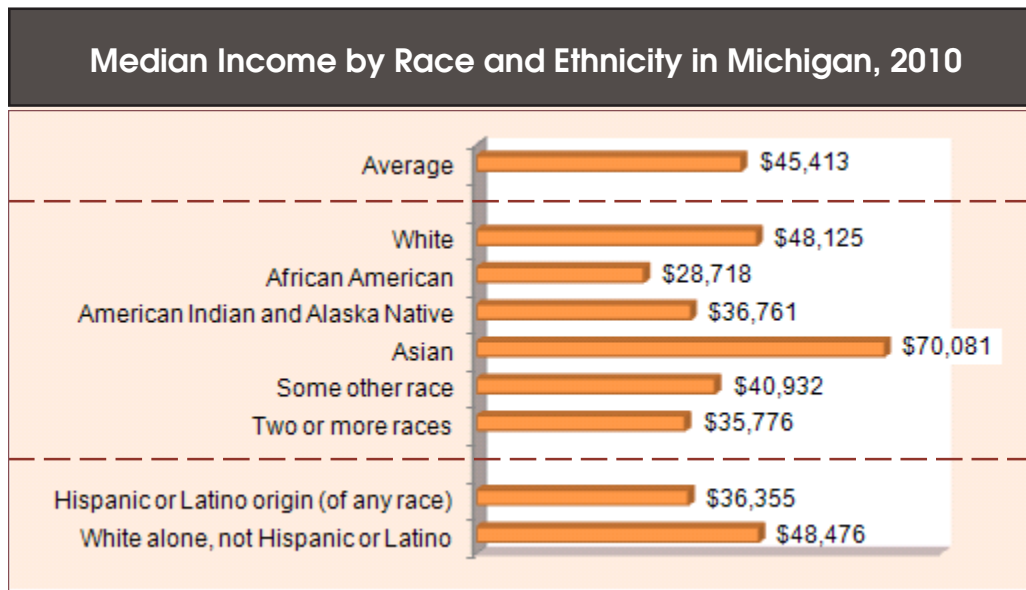 Median Income by Race and Ethnicity in Michigan, 2010
Average $45,413
White $48,125
African American $28,718
American Indian and Alaska Native $36,761
Asian $70,081
Some other race $40,932
Two or more races $35,776
Hispanic or Latino origin (of any race) $36,355
White alone, not Hispanic or Latino $48,476